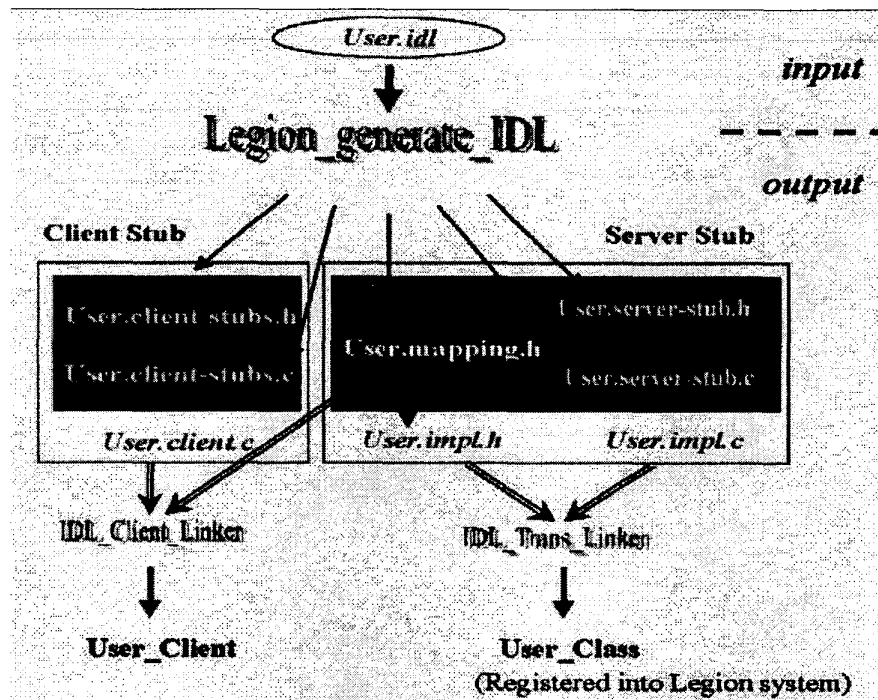 User.idl
input
Legion_generate_IDL
output
Client Stub
Server Stub
User.client-stubs.h
User.server-stub.h
User.mapping.h
User.client-stubs.c
User.server-stub.c
User.client.c
User.impl.h
User.impl.c
IDL_Client_Linker
IDL_Trans_Linker
User_Client
User_Class
(Registered into Legion system)